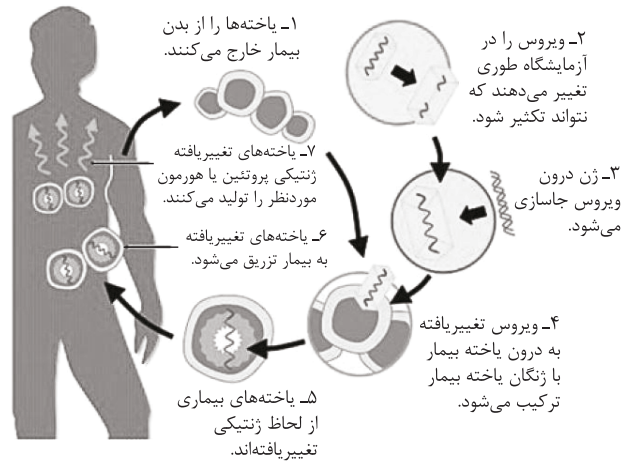 ۱ـ یاخته‌ها را از بدن
بیمار خارج می‌کنند.
۲ـ ویروس را در
آزمایشگاه طوری
تغییر می‌دهند که
نتواند تکثیر شود.
۳ـ ژن درون
ویروس جاسازی
می‌شود.
۴ـ ویروس تغییریافته
به درون یاخته بیمار
با ژنگان یاخته بیمار
ترکیب می‌شود.
۵ـ یاخته‌های بیماری
از لحاظ ژنتیکی
تغییریافته‌اند.
۶ـ یاخته‌های تغییریافته
به بیمار تزریق می‌شود.
۷ـ یاخته‌های تغییریافته
ژنتیکی پروتئین یا هورمون
موردنظر را تولید می‌کنند.